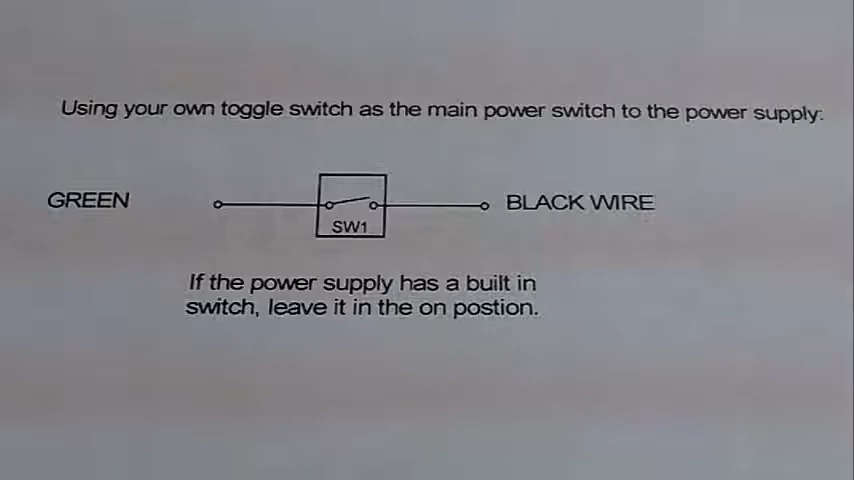 Using your own toggle switch as the main power switch to the power supply:
GREEN
SW1
BLACK WIRE
If the power supply has a built in
switch, leave it in the on postion.